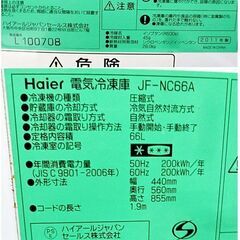 2011年製
L 100708
ハイアールジャパンセールス株式会社
危険
Haier 電気冷凍庫 JF-NC66A
●冷凍機の種類 圧縮式
●貯蔵庫の冷却方式 冷気自然対流方式
●冷却器の霜取り方式 自然式
●冷却器の霜取り操作方式 手動始動手動終了
●定格内容積 66L
●冷凍室の記号
●年間消費電力量 50Hz 200kWh/年
(JIS C 9801-2006年) 60Hz 200kWh/年
●外形寸法 幅 440mm
奥行 560mm
高さ 855mm
●コードの長さ 1.9m
PS E
ハイアールジャパン
セールス株式会社